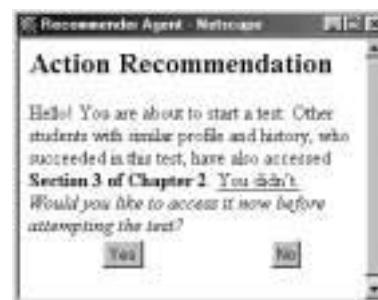 Recommender Agent - Netscape
Action Recommendation
Hello! You are about to start a test. Other
students with similar profile and history, who
succeeded in this test, have also accessed
Section 3 of Chapter 2. You didn't.
Would you like to access it now before
attempting the test?
Yes No